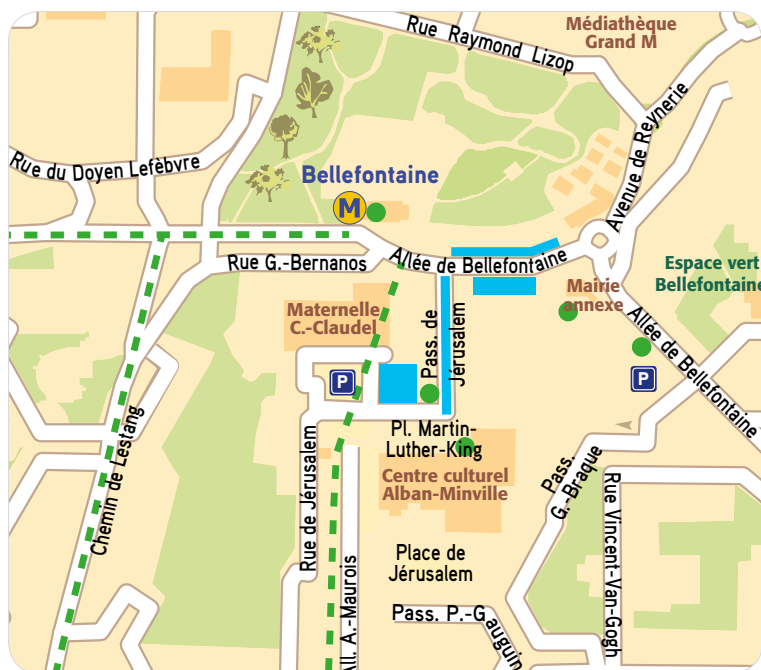 Rue Raymond Lizop
Médiathèque
Grand M
Avenue de Reynerie
Rue du Doyen Lefèbvre
Bellefontaine
M
Rue G.-Bernanos
Allée de Bellefontaine
Espace vert
Bellefontaine
Mairie
annexe
Maternelle
C.-Claudel
Pass. de
Jérusalem
Allée de Bellefontaine
P
P
Pl. Martin-
Luther-King
Centre culturel
Alban-Minville
Chemin de Lestang
Rue de Jérusalem
Pass.
G.-Braque
Rue Vincent-Van-Gogh
Place de
Jérusalem
All. A.-Maurois
Pass. P.-Gauguin